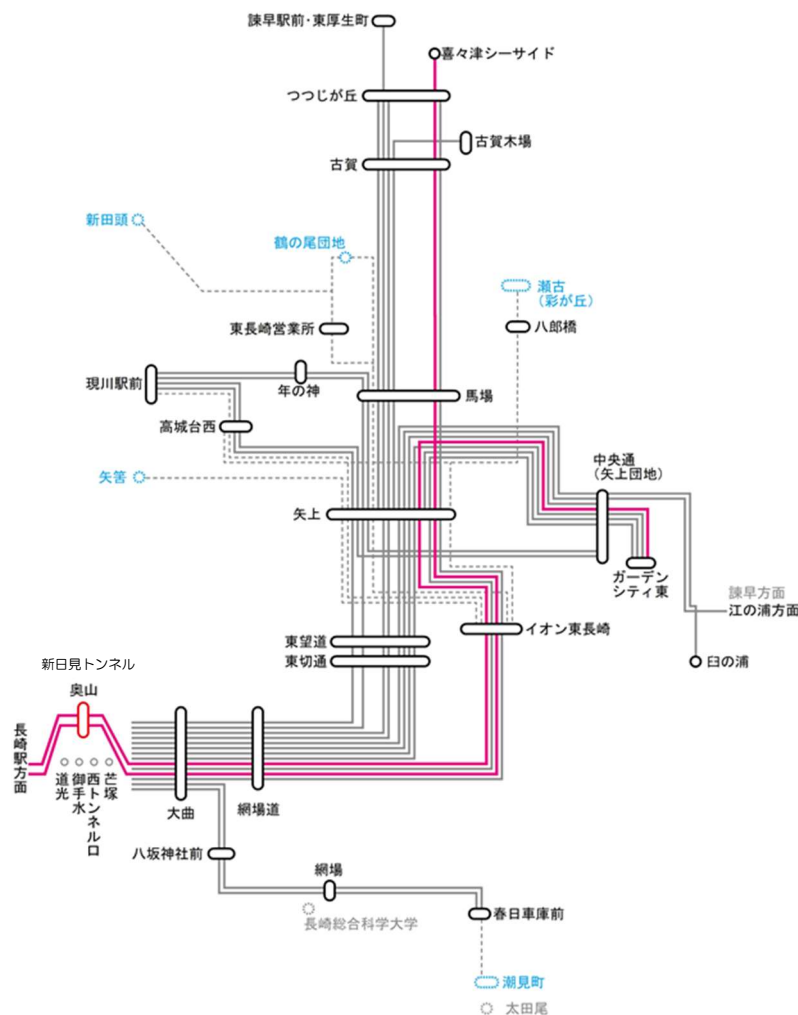 諫早駅前･東厚生町
喜々津シーサイド
つつじが丘
古賀木場
古賀
新田頭
鶴の尾団地
瀬古
（彩が丘）
東長崎営業所
八郎橋
現川駅前
年の神
馬場
高城台西
中央通
（矢上団地）
矢筈
矢上
ガーデン
シティ東
諫早方面
江の浦方面
イオン東長崎
東望道
東切通
臼の浦
新日見トンネル
奥山
長崎駅方面
道光
御手水
西トンネル口
芒塚
大曲
網場道
八坂神社前
網場
長崎総合科学大学
春日車庫前
潮見町
太田尾